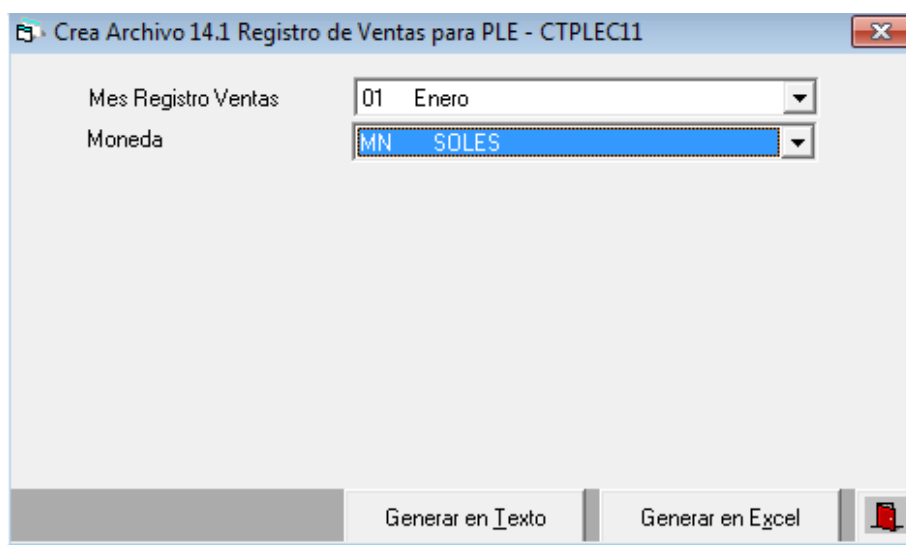 Crea Archivo 14.1 Registro de Ventas para PLE - CTPLEC11
Mes Registro Ventas 01 Enero
Moneda MN SOLES
Generar en Texto Generar en Excel